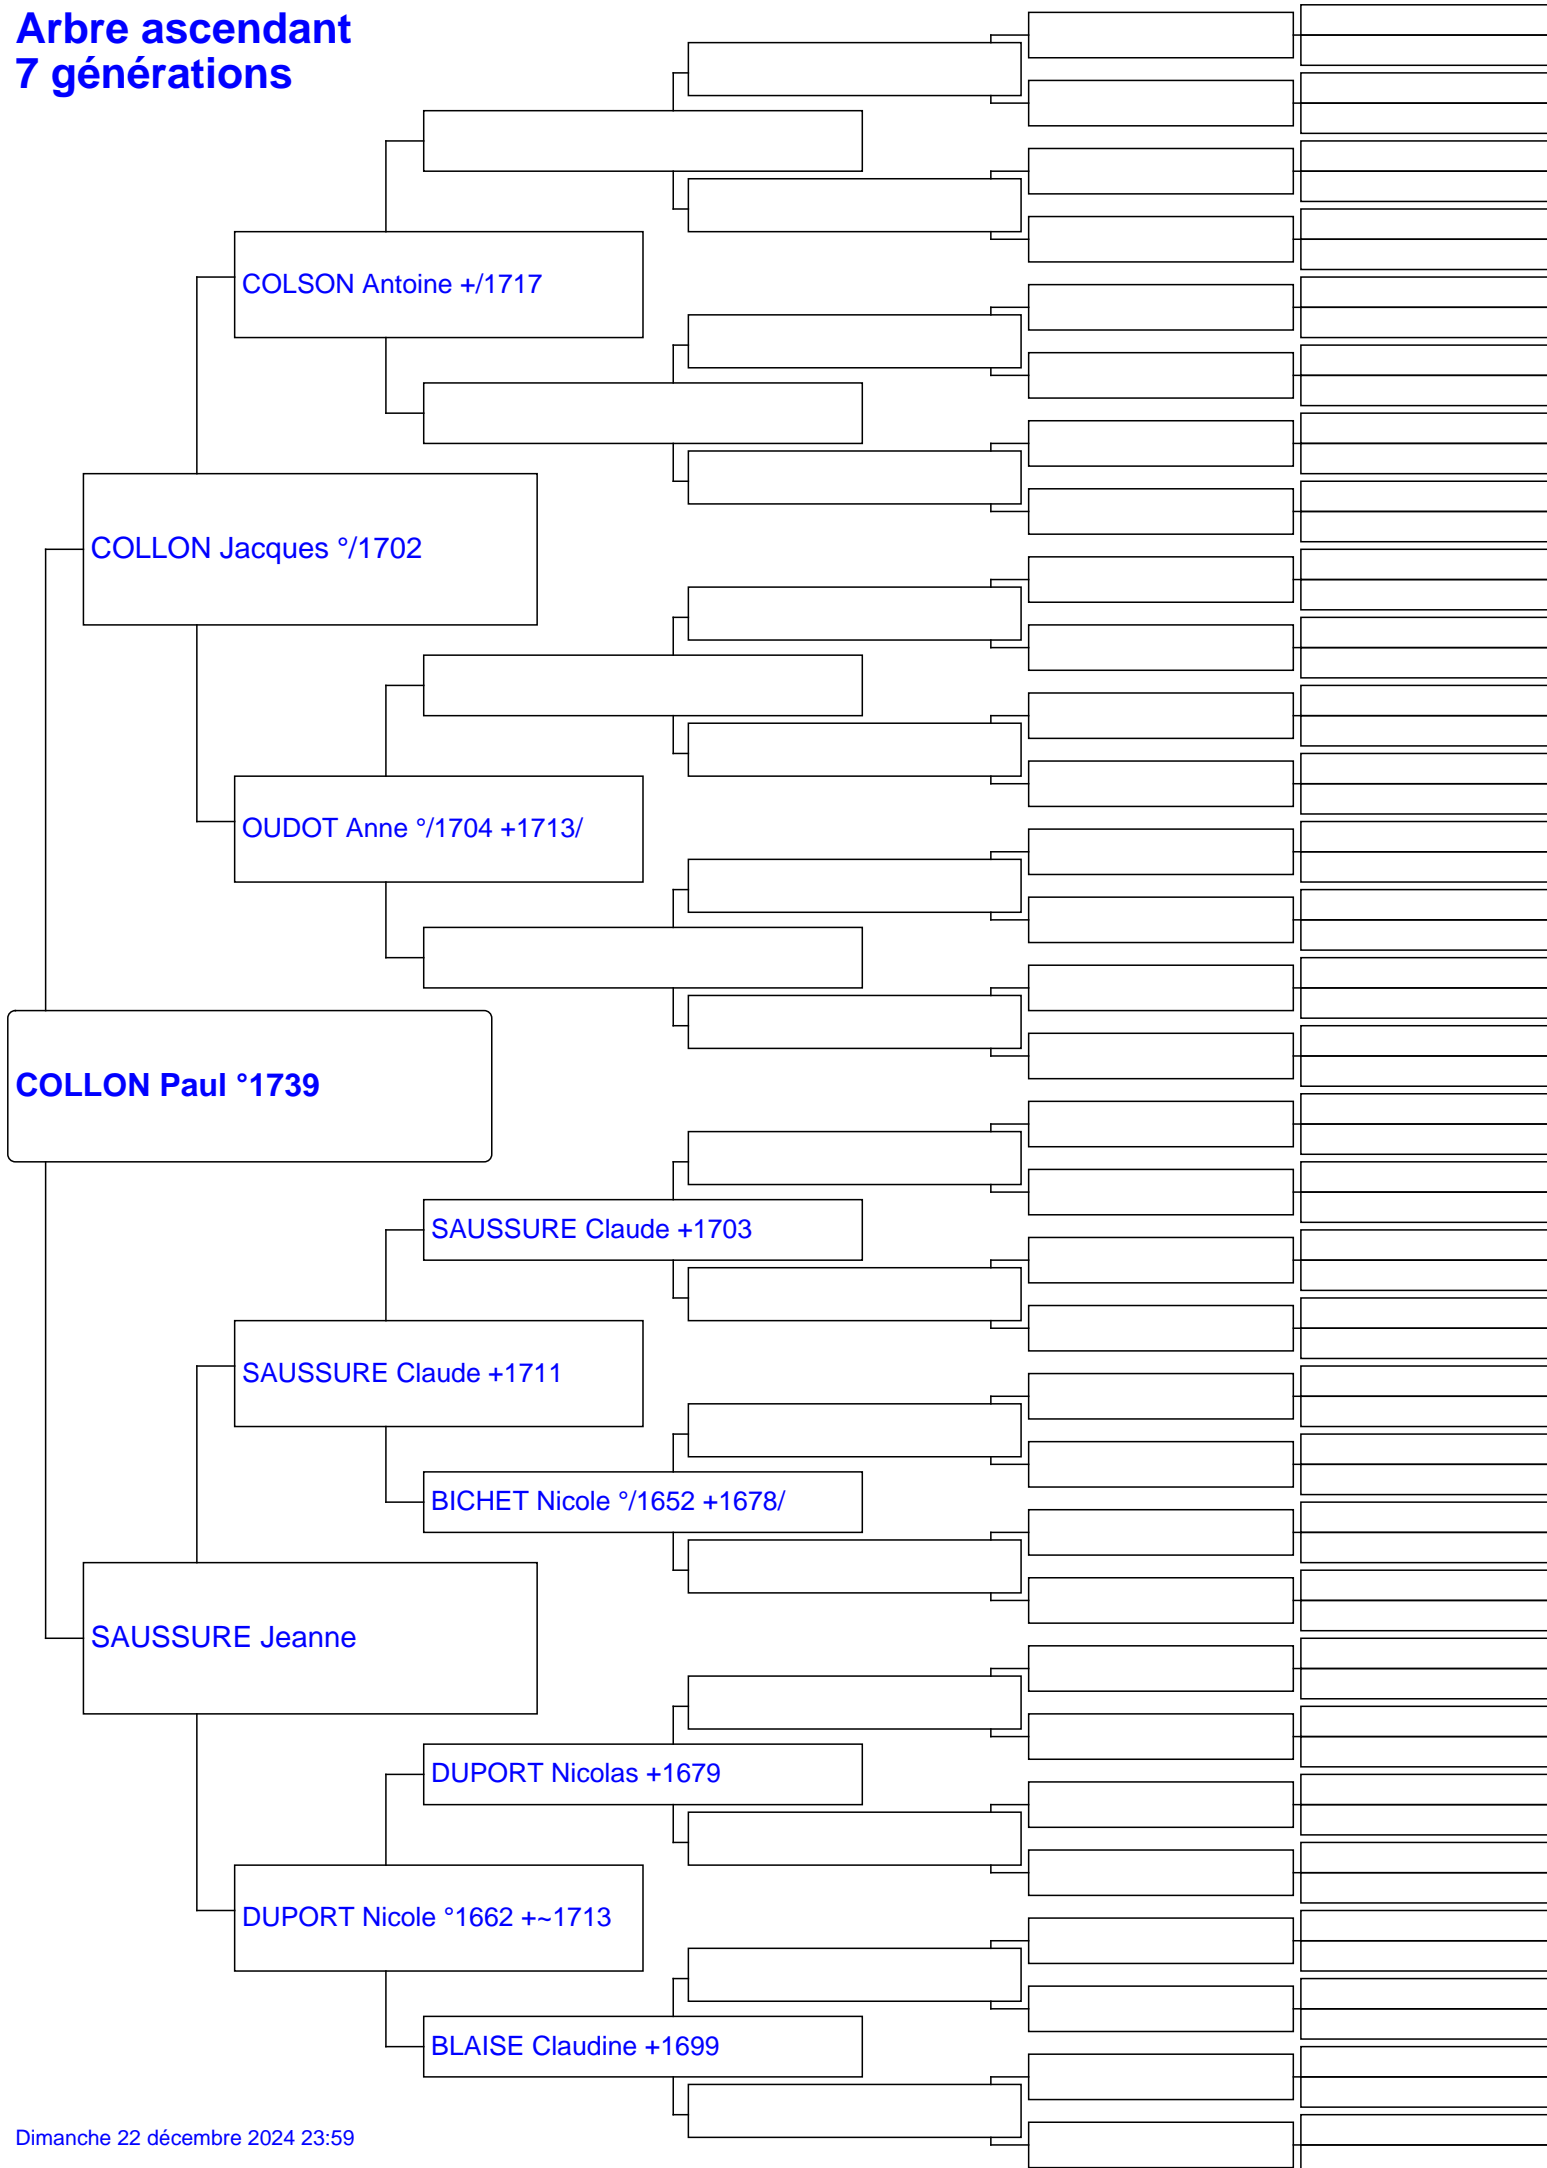 Arbre ascendant
7 générations
COLSON Antoine +/1717
COLLON Jacques °/1702
OUDOT Anne °/1704 +1713/
COLLON Paul °1739
SAUSSURE Claude +1703
SAUSSURE Claude +1711
BICHET Nicole °/1652 +1678/
SAUSSURE Jeanne
DUPORT Nicolas +1679
DUPORT Nicole °1662 +~1713
BLAISE Claudine +1699
Dimanche 22 décembre 2024 23:59